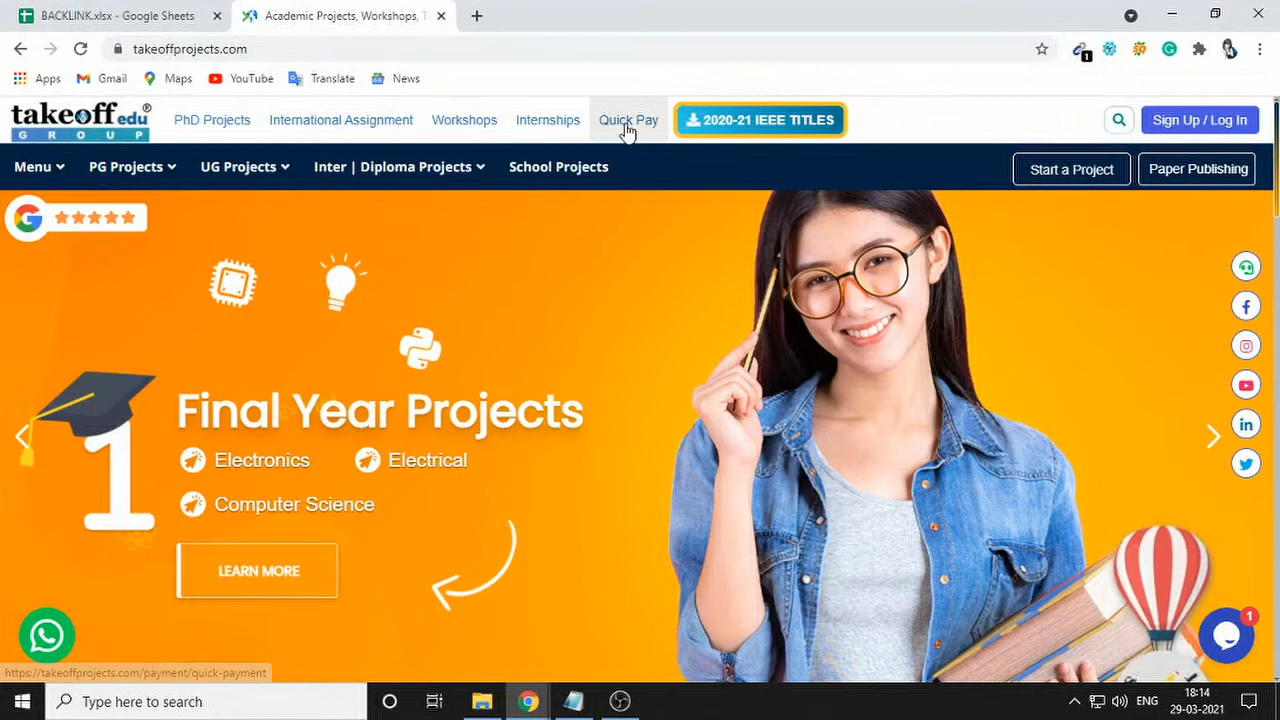 BACKLINK.xlsx - Google Sheets
Academic Projects, Workshops,
takeoffprojects.com
1
Apps
Gmail
Maps
YouTube
Translate
News
takeoff edu®
GROUP
PhD Projects
International Assignment
Workshops
Internships
Quick Pay
2020-21 IEEE TITLES
Sign Up / Log In
Menu
PG Projects
UG Projects
Inter | Diploma Projects
School Projects
Start a Project
Paper Publishing
1
Final Year Projects
Electronics
Electrical
Computer Science
LEARN MORE
1
https://takeoffprojects.com/payment/quick-payment
Type here to search
ENG
18:14
29-03-2021